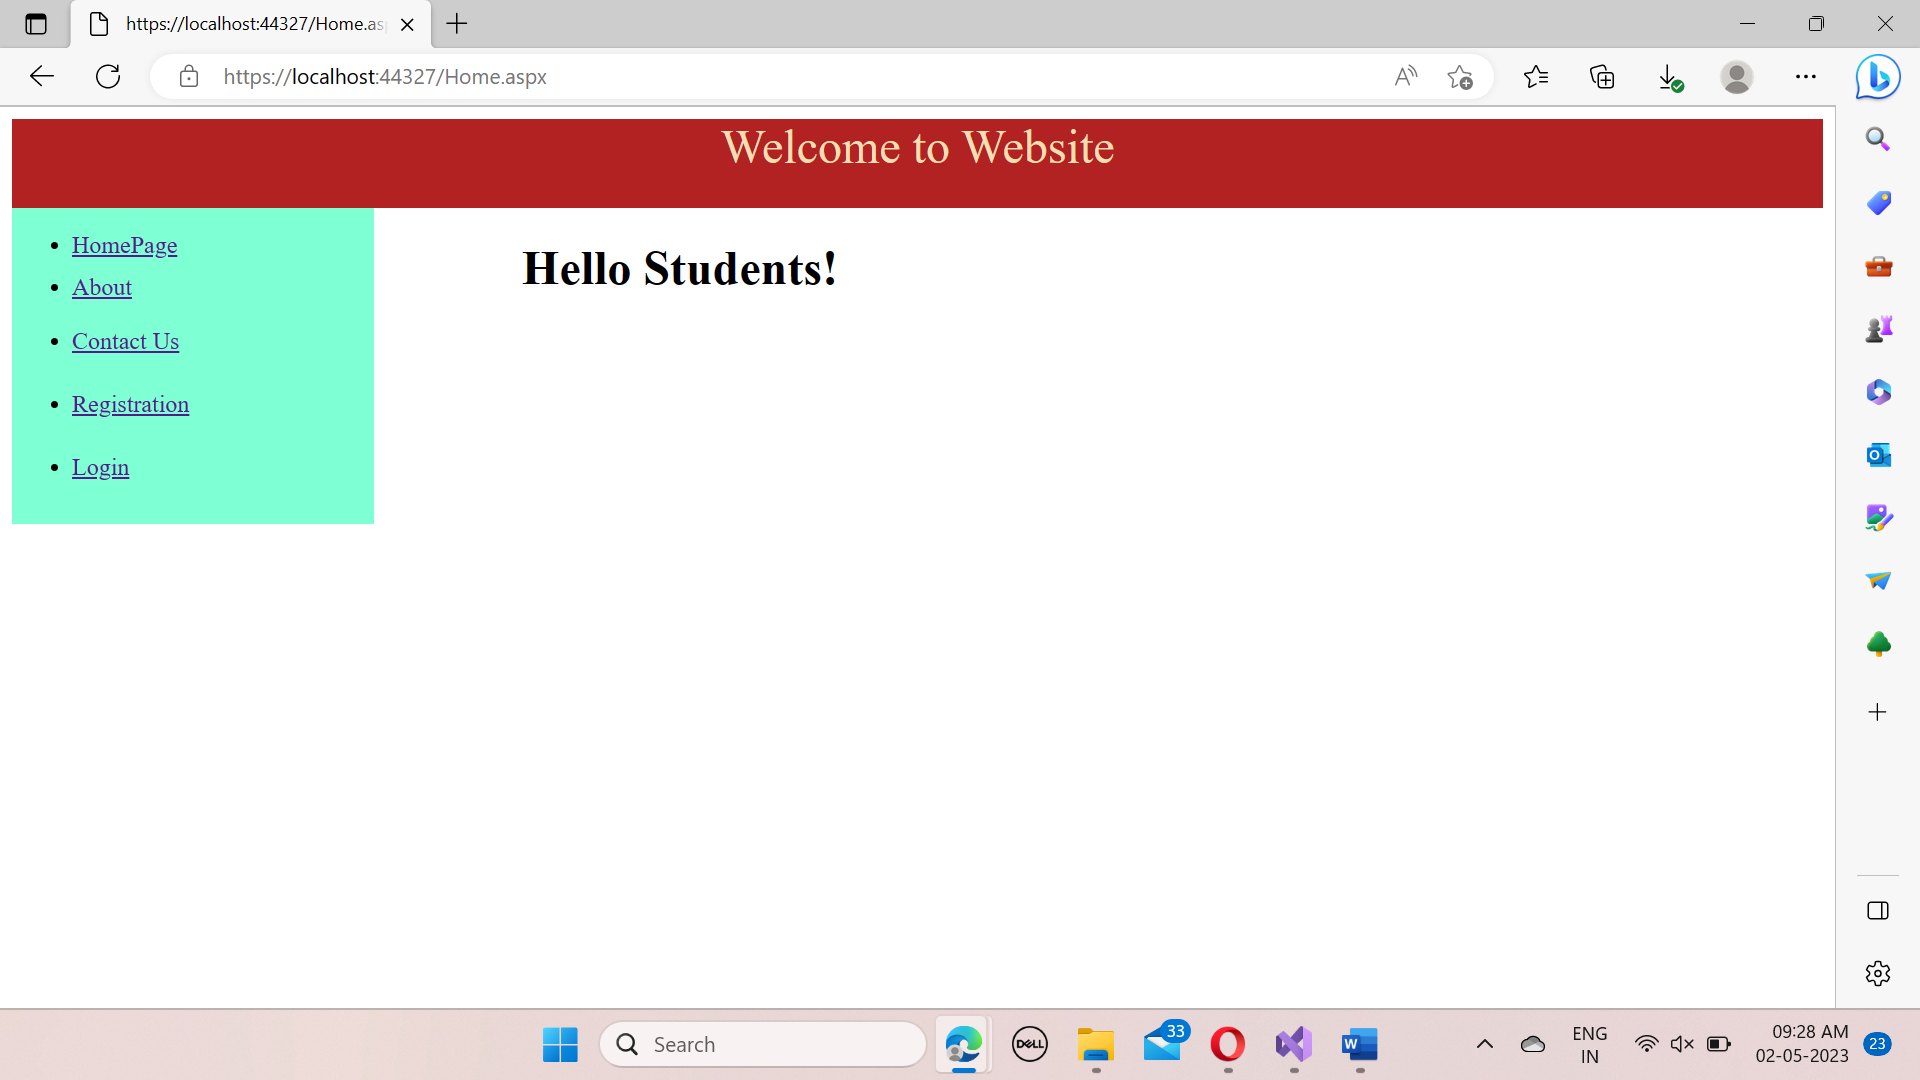 https://localhost:44327/Home.as
https://localhost:44327/Home.aspx
Welcome to Website
HomePage
About
Contact Us
Registration
Login
Hello Students!
Search
DELL
33
W
ENG
IN
09:28 AM
02-05-2023
23